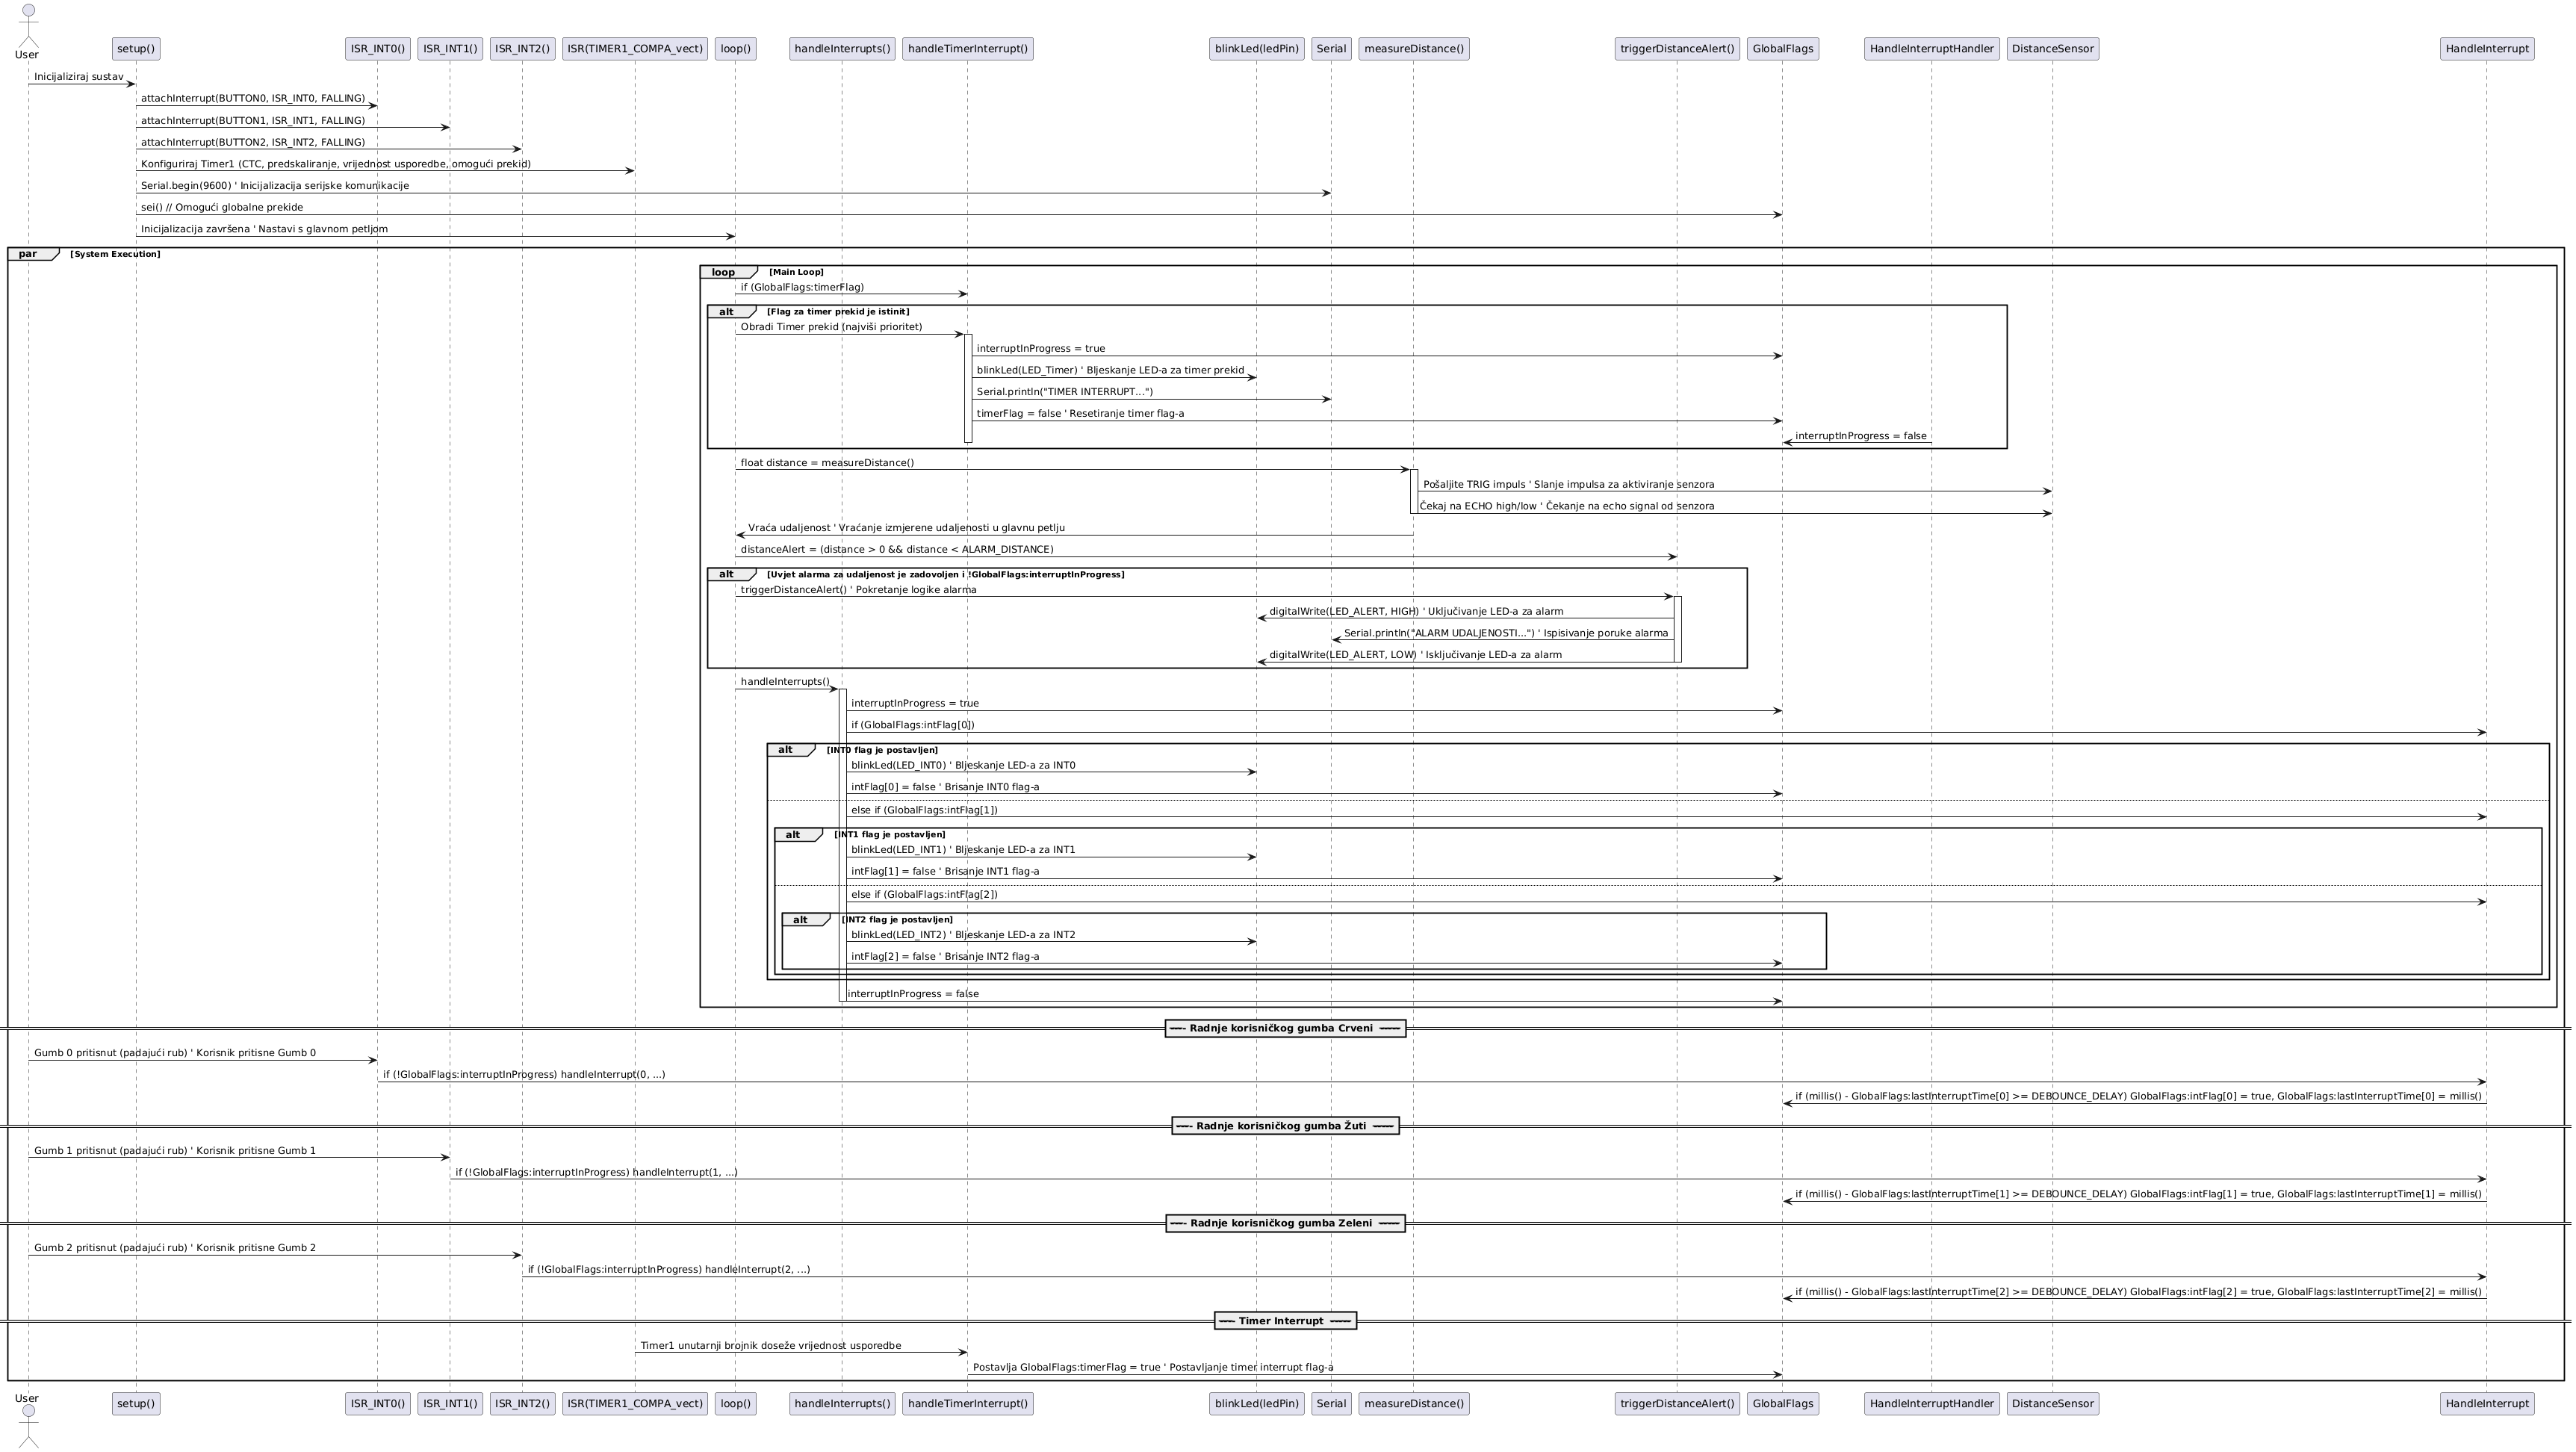 User
setup()
ISR_INT0()
ISR_INT1()
ISR_INT2()
ISR(TIMER1_COMPA_vect)
loop()
handleInterrupts()
handleTimerInterrupt()
blinkLed(ledPin)
Serial
measureDistance()
triggerDistanceAlert()
GlobalFlags
HandleInterruptHandler
DistanceSensor
HandleInterrupt
Inicijaliziraj sustav
attachInterrupt(BUTTON0, ISR_INT0, FALLING)
attachInterrupt(BUTTON1, ISR_INT1, FALLING)
attachInterrupt(BUTTON2, ISR_INT2, FALLING)
Konfiguriraj Timer1 (CTC, predskaliranje, vrijednost usporedbe, omogući prekid)
Serial.begin(9600) ' Inicijalizacija serijske komunikacije
sei() // Omogući globalne prekide
Inicijalizacija završena ' Nastavi s glavnom petljom
par [System Execution]
loop [Main Loop]
if (GlobalFlags:timerFlag)
alt [Flag za timer prekid je istinit]
Obradi Timer prekid (najviši prioritet)
interruptInProgress = true
blinkLed(LED_Timer) ' Bljeskanje LED-a za timer prekid
Serial.println("TIMER INTERRUPT...")
timerFlag = false ' Resetiranje timer flag-a
interruptInProgress = false
float distance = measureDistance()
Pošaljite TRIG impuls ' Slanje impulsa za aktiviranje senzora
Čekaj na ECHO high/low ' Čekanje na echo signal od senzora
Vraća udaljenost ' Vraćanje izmjerene udaljenosti u glavnu petlju
distanceAlert = (distance > 0 && distance < ALARM_DISTANCE)
alt [Uvjet alarma za udaljenost je zadovoljen i !GlobalFlags:interruptInProgress]
triggerDistanceAlert() ' Pokretanje logike alarma
digitalWrite(LED_ALERT, HIGH) ' Uključivanje LED-a za alarm
Serial.println("ALARM UDALJENOSTI...") ' Ispisivanje poruke alarma
digitalWrite(LED_ALERT, LOW) ' Isključivanje LED-a za alarm
handleInterrupts()
interruptInProgress = true
if (GlobalFlags:intFlag[0])
alt [INT0 flag je postavljen]
blinkLed(LED_INT0) ' Bljeskanje LED-a za INT0
intFlag[0] = false ' Brisanje INT0 flag-a
else if (GlobalFlags:intFlag[1])
alt [INT1 flag je postavljen]
blinkLed(LED_INT1) ' Bljeskanje LED-a za INT1
intFlag[1] = false ' Brisanje INT1 flag-a
else if (GlobalFlags:intFlag[2])
alt [INT2 flag je postavljen]
blinkLed(LED_INT2) ' Bljeskanje LED-a za INT2
intFlag[2] = false ' Brisanje INT2 flag-a
interruptInProgress = false
- Radnje korisničkog gumba Crveni
Gumb 0 pritisnut (padajući rub) ' Korisnik pritisne Gumb 0
if (!GlobalFlags:interruptInProgress) handleInterrupt(0, ...)
if (millis() - GlobalFlags:lastInterruptTime[0] >= DEBOUNCE_DELAY) GlobalFlags:intFlag[0] = true, GlobalFlags:lastInterruptTime[0] = millis()
- Radnje korisničkog gumba Žuti
Gumb 1 pritisnut (padajući rub) ' Korisnik pritisne Gumb 1
if (!GlobalFlags:interruptInProgress) handleInterrupt(1, ...)
if (millis() - GlobalFlags:lastInterruptTime[1] >= DEBOUNCE_DELAY) GlobalFlags:intFlag[1] = true, GlobalFlags:lastInterruptTime[1] = millis()
- Radnje korisničkog gumba Zeleni
Gumb 2 pritisnut (padajući rub) ' Korisnik pritisne Gumb 2
if (!GlobalFlags:interruptInProgress) handleInterrupt(2, ...)
if (millis() - GlobalFlags:lastInterruptTime[2] >= DEBOUNCE_DELAY) GlobalFlags:intFlag[2] = true, GlobalFlags:lastInterruptTime[2] = millis()
- Timer Interrupt
Timer1 unutarnji brojnik doseže vrijednost usporedbe
Postavlja GlobalFlags:timerFlag = true ' Postavljanje timer interrupt flag-a
User
setup()
ISR_INT0()
ISR_INT1()
ISR_INT2()
ISR(TIMER1_COMPA_vect)
loop()
handleInterrupts()
handleTimerInterrupt()
blinkLed(ledPin)
Serial
measureDistance()
triggerDistanceAlert()
GlobalFlags
HandleInterruptHandler
DistanceSensor
HandleInterrupt